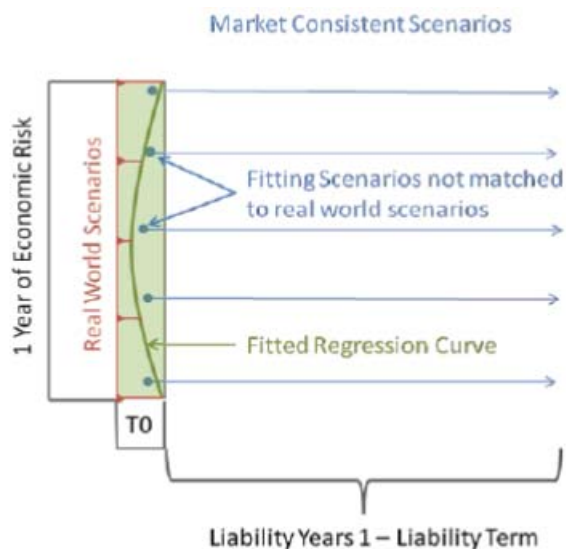 Market Consistent Scenarios
1 Year of Economic Risk
Real World Scenarios
Fitting Scenarios not matched
to real world scenarios
Fitted Regression Curve
T0
Liability Years 1 – Liability Term